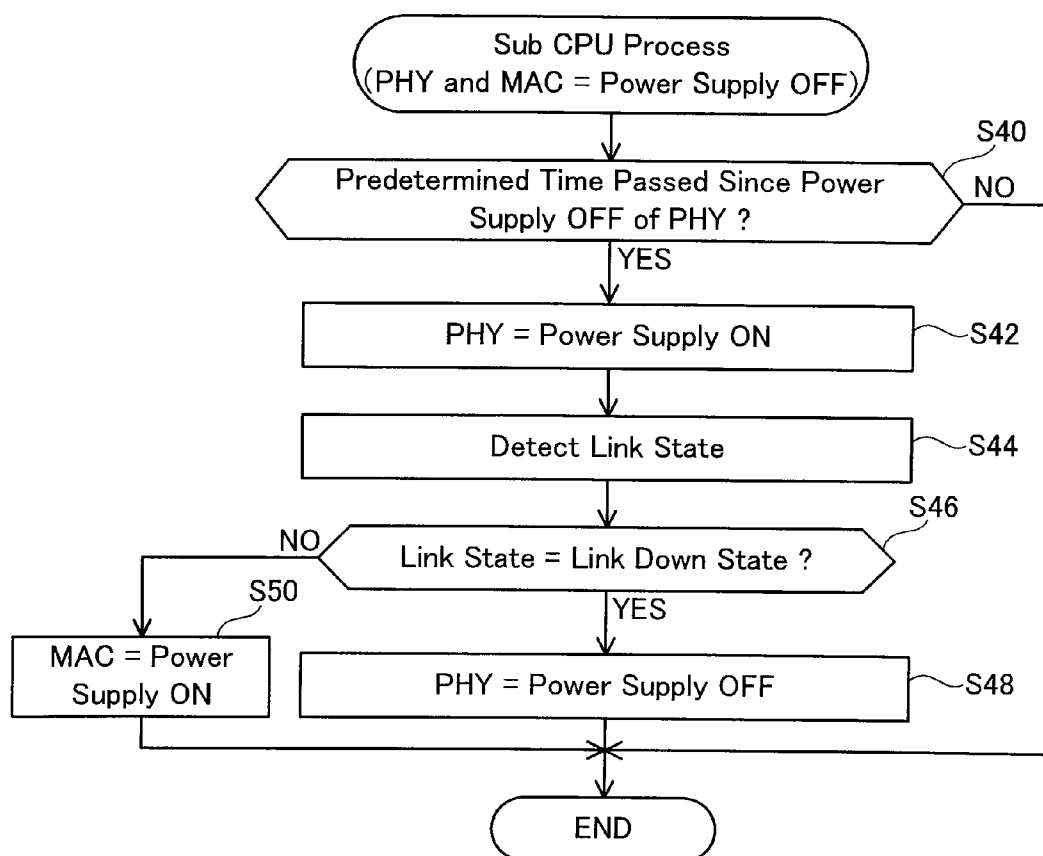 Sub CPU Process
(PHY and MAC = Power Supply OFF)
S40
Predetermined Time Passed Since Power
Supply OFF of PHY ?
NO
YES
PHY = Power Supply ON
S42
Detect Link State
S44
S46
NO
Link State = Link Down State ?
YES
S50
MAC = Power
Supply ON
PHY = Power Supply OFF
S48
END